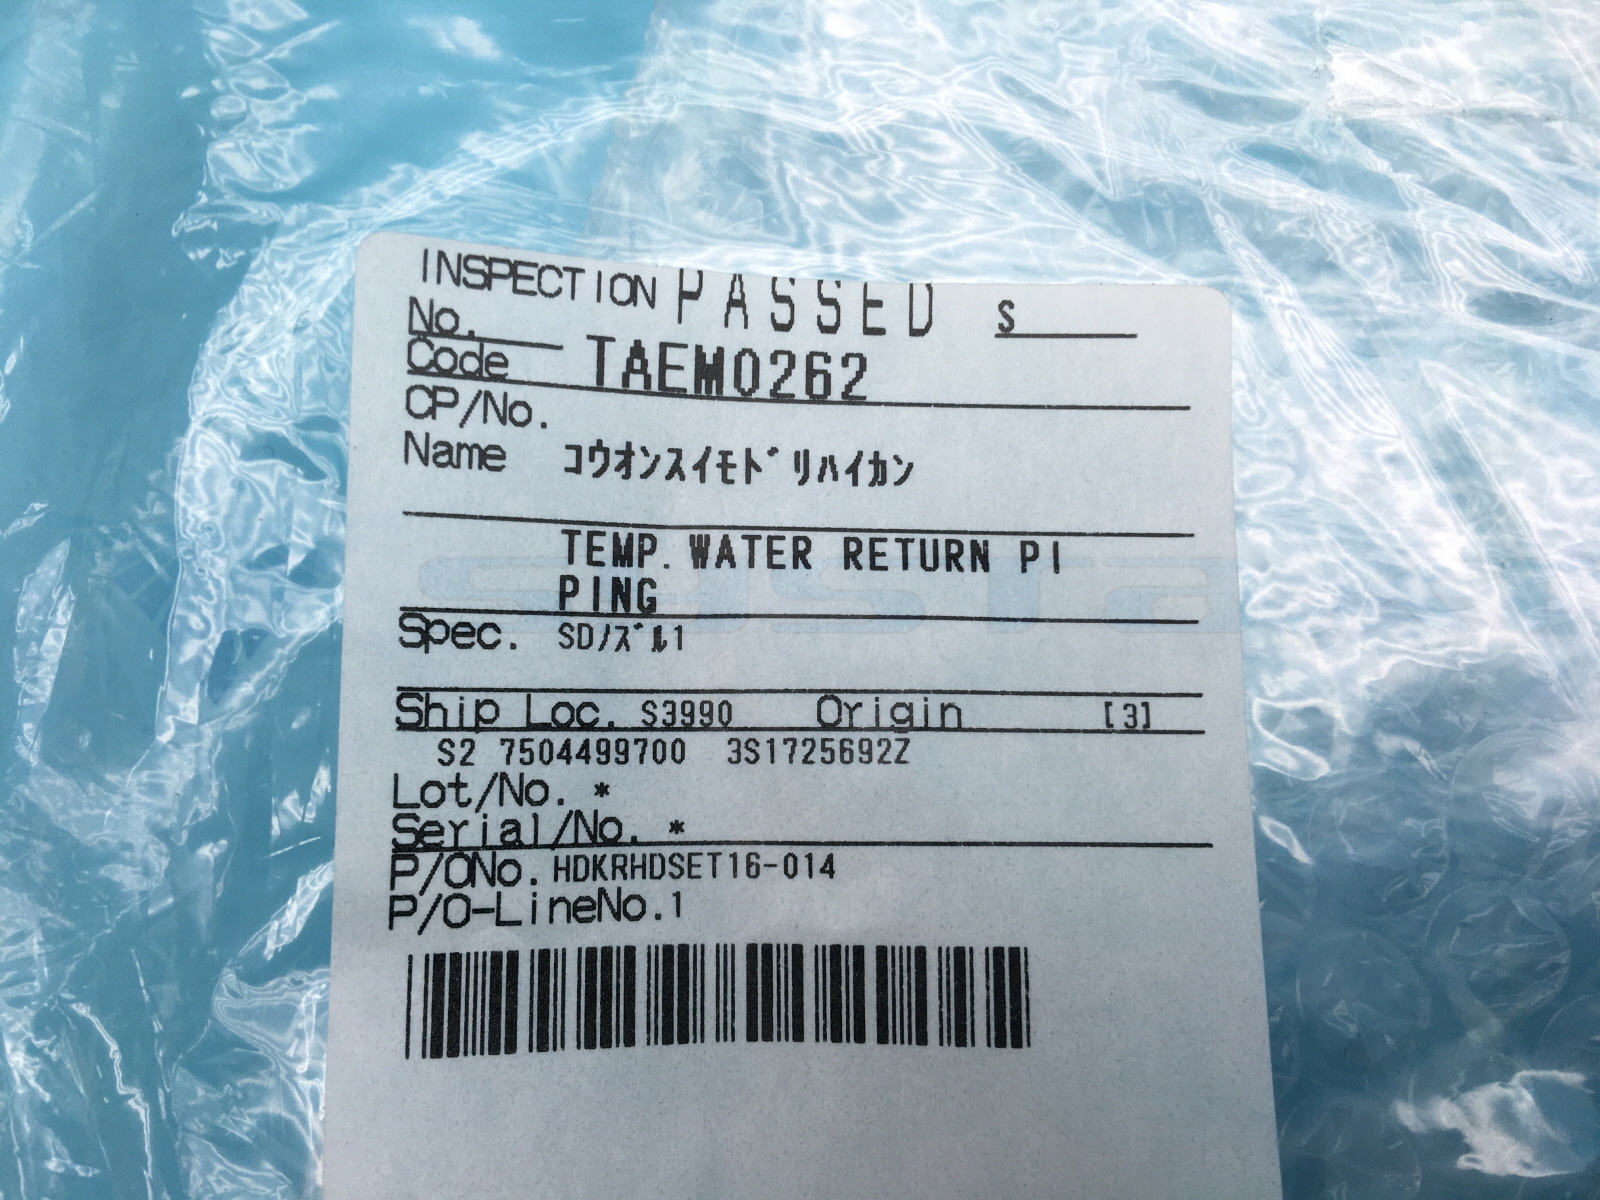 INSPECTION PASSED S
No.
Code TAEM0262
CP/No.
Name コウオンスイモドリハイカン
TEMP. WATER RETURN PI
PING
Spec. SDノズル1
Ship Loc. S3990 Origin [3]
S2 7504499700 3S1725692Z
Lot/No. *
Serial/No. *
P/ONo. HDKRHDSET16-014
P/O-LineNo.1